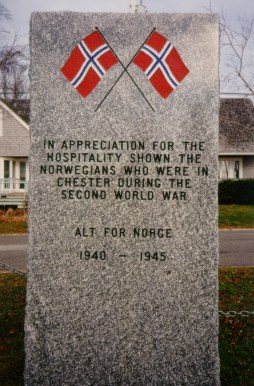 IN APPRECIATION FOR THE
HOSPITALITY SHOWN THE
NORWEGIANS WHO WERE IN
CHESTER DURING THE
SECOND WORLD WAR
ALT FOR NORGE
1940 - 1945